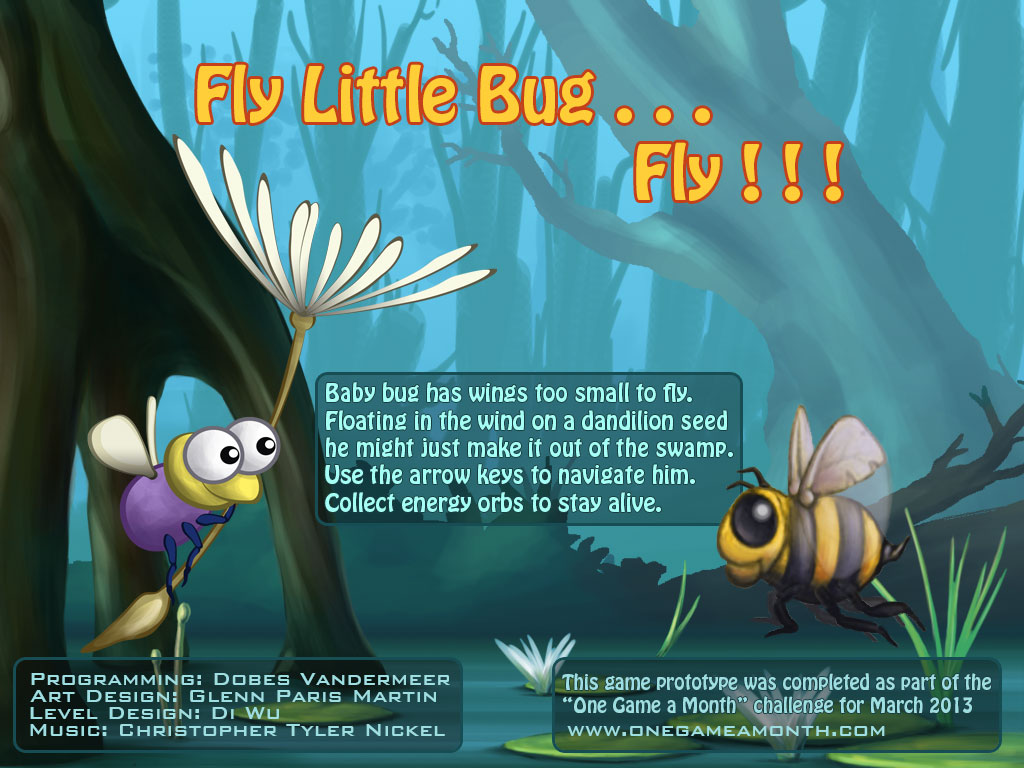 Fly Little Bug . . .
Fly ! ! !
Baby bug has wings too small to fly.
Floating in the wind on a dandilion seed
he might just make it out of the swamp.
Use the arrow keys to navigate him.
Collect energy orbs to stay alive.
Programming: Dobes Vandermeer
Art Design: Glenn Paris Martin
Level Design: Di Wu
Music: Christopher Tyler Nickel
This game prototype was completed as part of the
“One Game a Month” challenge for March 2013
www.onegameamonth.com